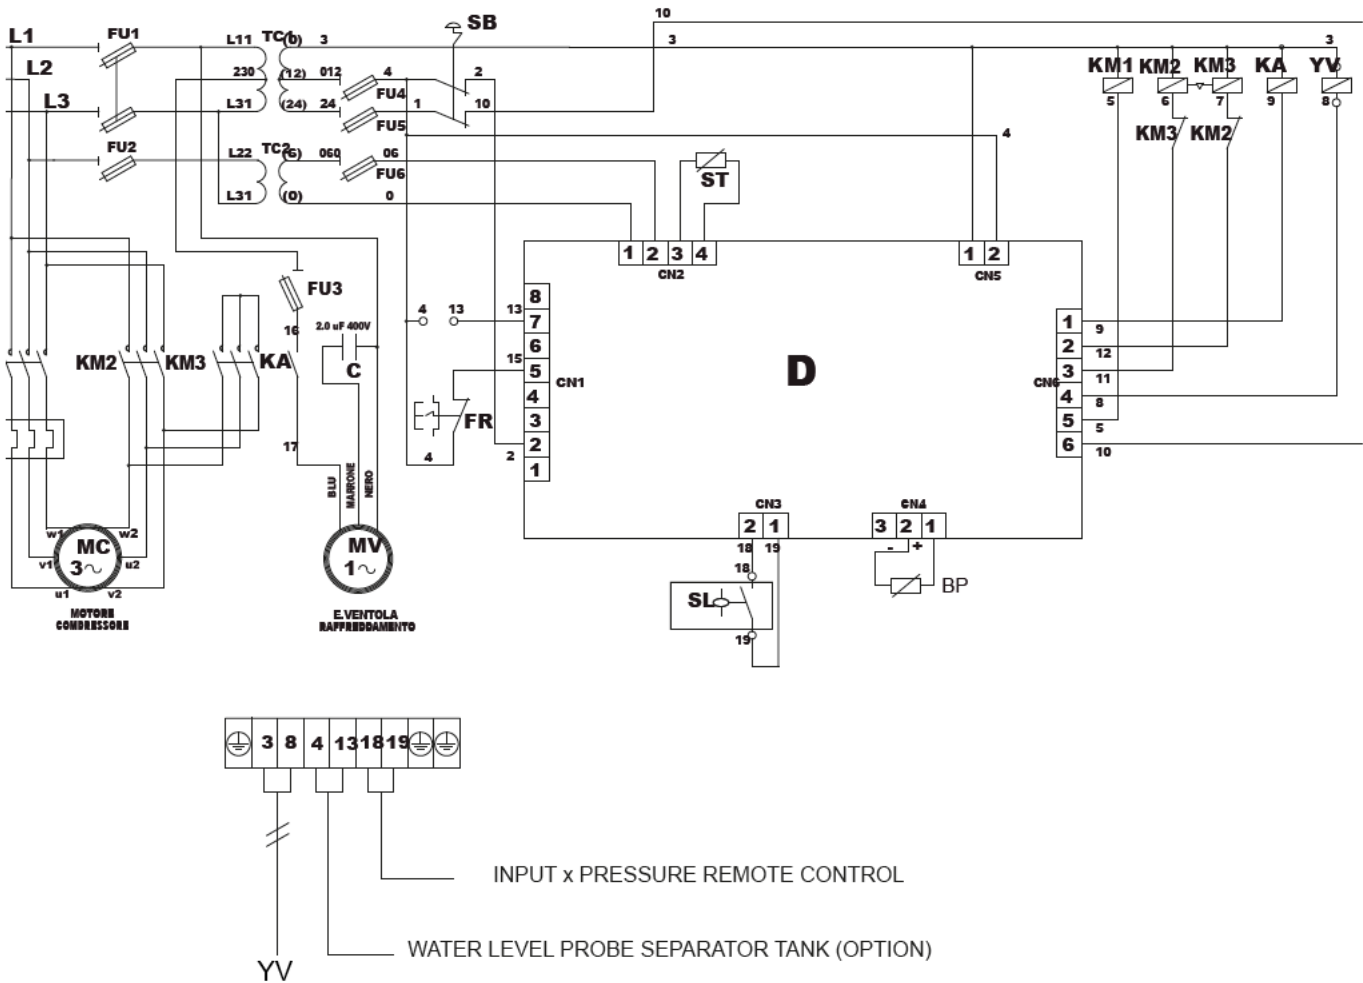 10
L1 FU1 L11 TC1 (0) 3 SB 3 3
L2 230 (12) 012 4 2 KM1 KM2 KM3 KA YV
FU4
L3 L31 (24) 24 1 10 5 6 7 9 8
FU5
4 KM3 KM2
FU2 L22 TC2 (6) 060 06
FU6 ST
L31 (0) 0
1 2 3 4 1 2
CN2 CN5
FU3 8
4 13 13 7 1 9
16 2.0 uF 400V 6 2 12
KM2 KM3 KA C 15 5 CN1 D CN6 3 11
4 4 8
FR 3 5 5
17 4 2 2 6 10
1
BLU MARRONE NERO
CN3 CN4
2 1 3 2 1
w1 w2
MC MV 18 19 - +
v1 3~ u2 1~ 18 BP
u1 v2 SL
MOTORE E.VENTOLA
COMDRESSORE RAFFREDDAMENTO
19
3 8 4 13 18 19
INPUT x PRESSURE REMOTE CONTROL
WATER LEVEL PROBE SEPARATOR TANK (OPTION)
YV